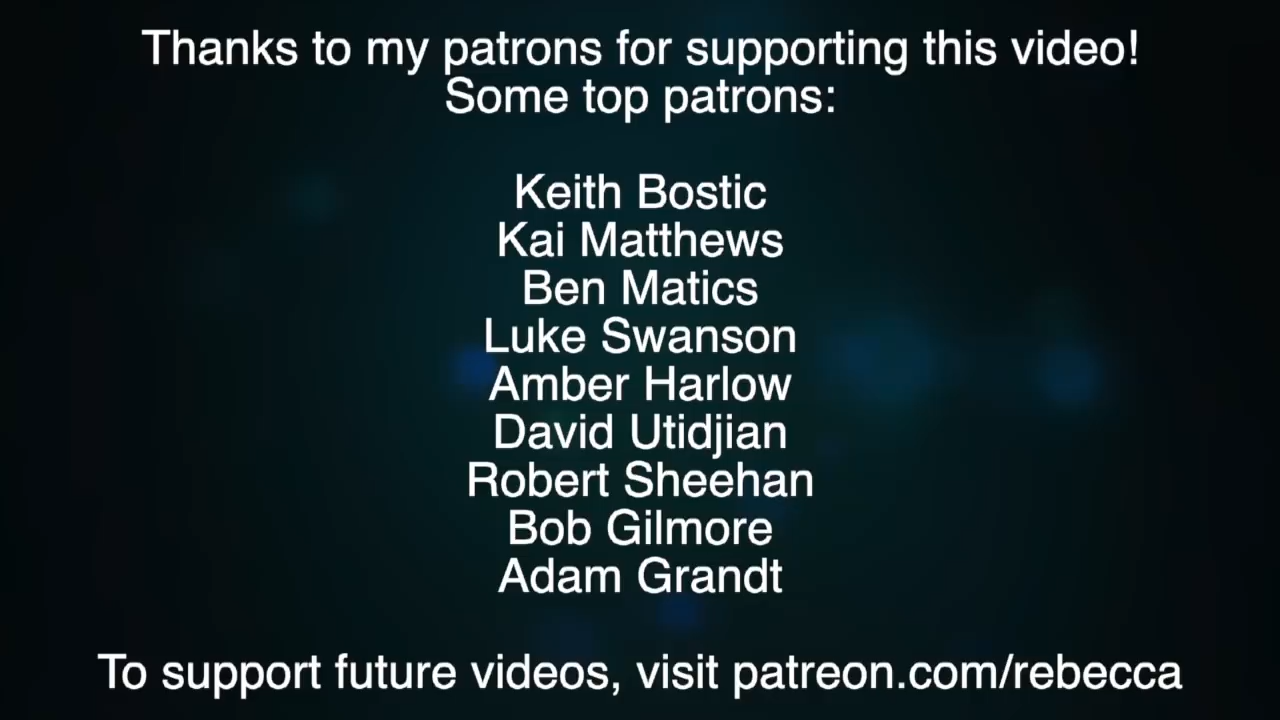 Thanks to my patrons for supporting this video!
Some top patrons:
Keith Bostic
Kai Matthews
Ben Matics
Luke Swanson
Amber Harlow
David Utidjian
Robert Sheehan
Bob Gilmore
Adam Grandt
To support future videos, visit patreon.com/rebecca